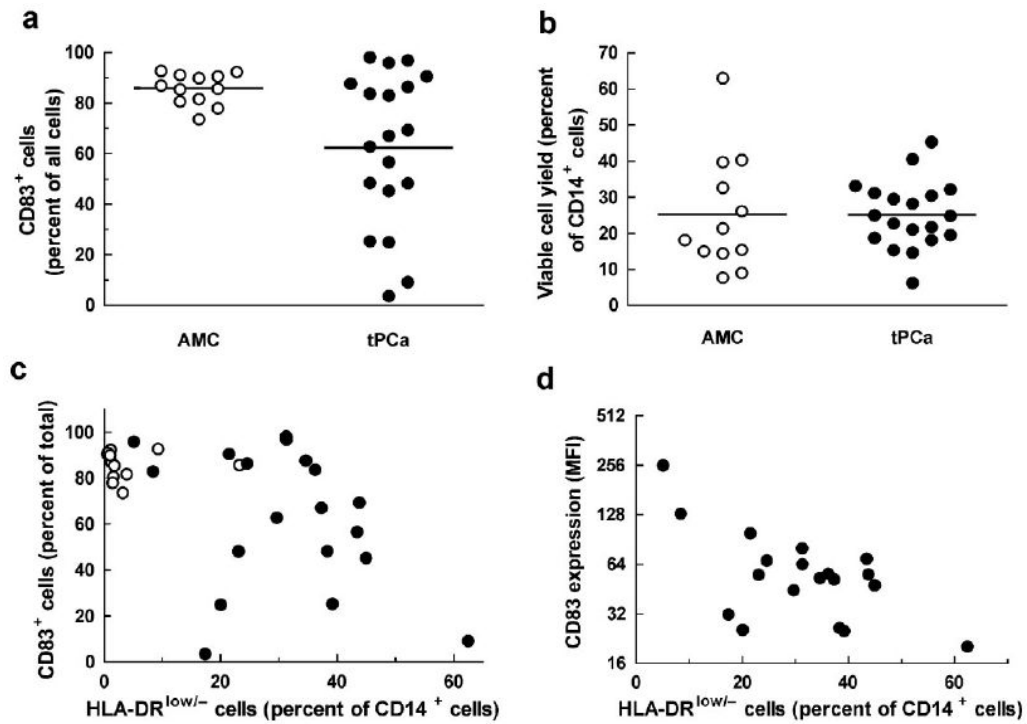 a
CD83+ cells
(percent of all cells)
100
80
60
40
20
0
AMC
tPCa
b
Viable cell yield (percent
of CD14+ cells)
70
60
50
40
30
20
10
0
AMC
tPCa
c
CD83+ cells (percent of total)
100
80
60
40
20
0
0
20
40
60
HLA-DRlow/− cells (percent of CD14+ cells)
d
CD83 expression (MFI)
512
256
128
64
32
16
0
20
40
60
HLA-DRlow/− cells (percent of CD14+ cells)